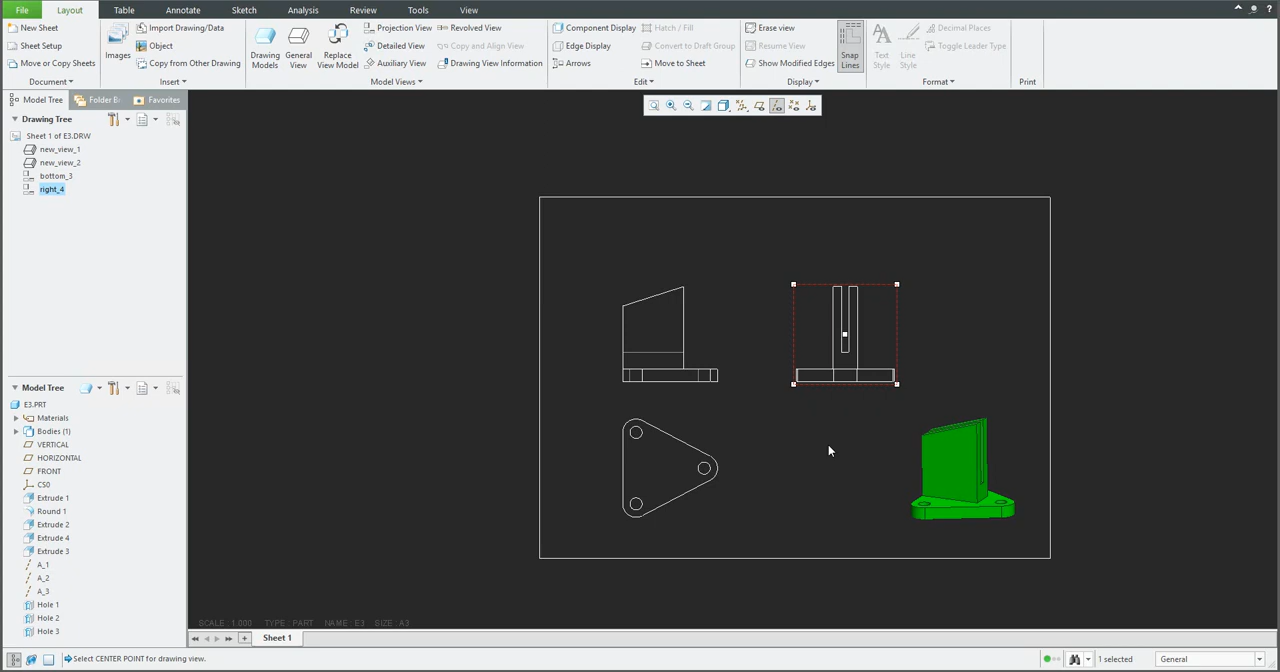 File Layout Table Annotate Sketch Analysis Review Tools View
New Sheet
Sheet Setup
Move or Copy Sheets
Document
Images
Import Drawing/Data
Object
Copy from Other Drawing
Insert
Drawing Models
General View
Replace View Model
Projection View
Detailed View
Auxiliary View
Revolved View
Copy and Align View
Drawing View Information
Model Views
Component Display
Edge Display
Arrows
Hatch / Fill
Convert to Draft Group
Move to Sheet
Edit
Erase view
Resume View
Show Modified Edges
Snap Lines
Display
Text Style
Line Style
Decimal Places
Toggle Leader Type
Format
Print
Model Tree Folder B Favorites
Drawing Tree
Sheet 1 of E3.DRW
new_view_1
new_view_2
bottom_3
right_4
Model Tree
E3.PRT
Materials
Bodies (1)
VERTICAL
HORIZONTAL
FRONT
CS0
Extrude 1
Round 1
Extrude 2
Extrude 4
Extrude 3
A_1
A_2
A_3
Hole 1
Hole 2
Hole 3
SCALE : 1.000 TYPE : PART NAME : E3 SIZE : A3
Sheet 1
Select CENTER POINT for drawing view.
1 selected
General